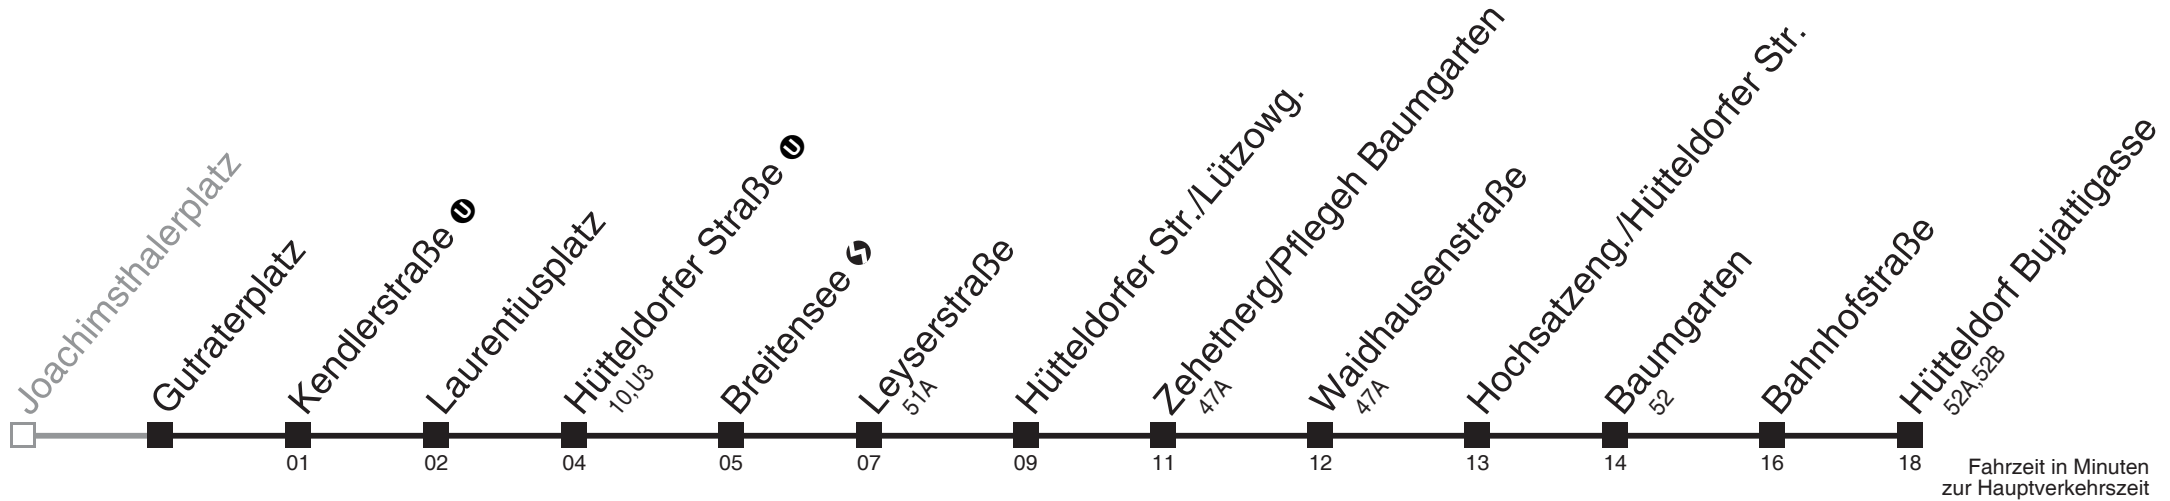 Joachimsthalerplatz
Gutraterplatz
Kendlerstraße U
01
Laurentiusplatz
02
Hütteldorfer Straße U
10,U3
04
Breitensee
05
Leyserstraße
51A
07
Hütteldorfer Str./Lützowg.
09
Zehetnerg/Pflegeh Baumgarten
47A
11
Waidhausenstraße
47A
12
Hochsatzeng./Hütteldorfer Str.
13
Baumgarten
52
14
Bahnhofstraße
16
Hütteldorf Bujattigasse
52A,52B
18
Fahrzeit in Minuten
zur Hauptverkehrszeit